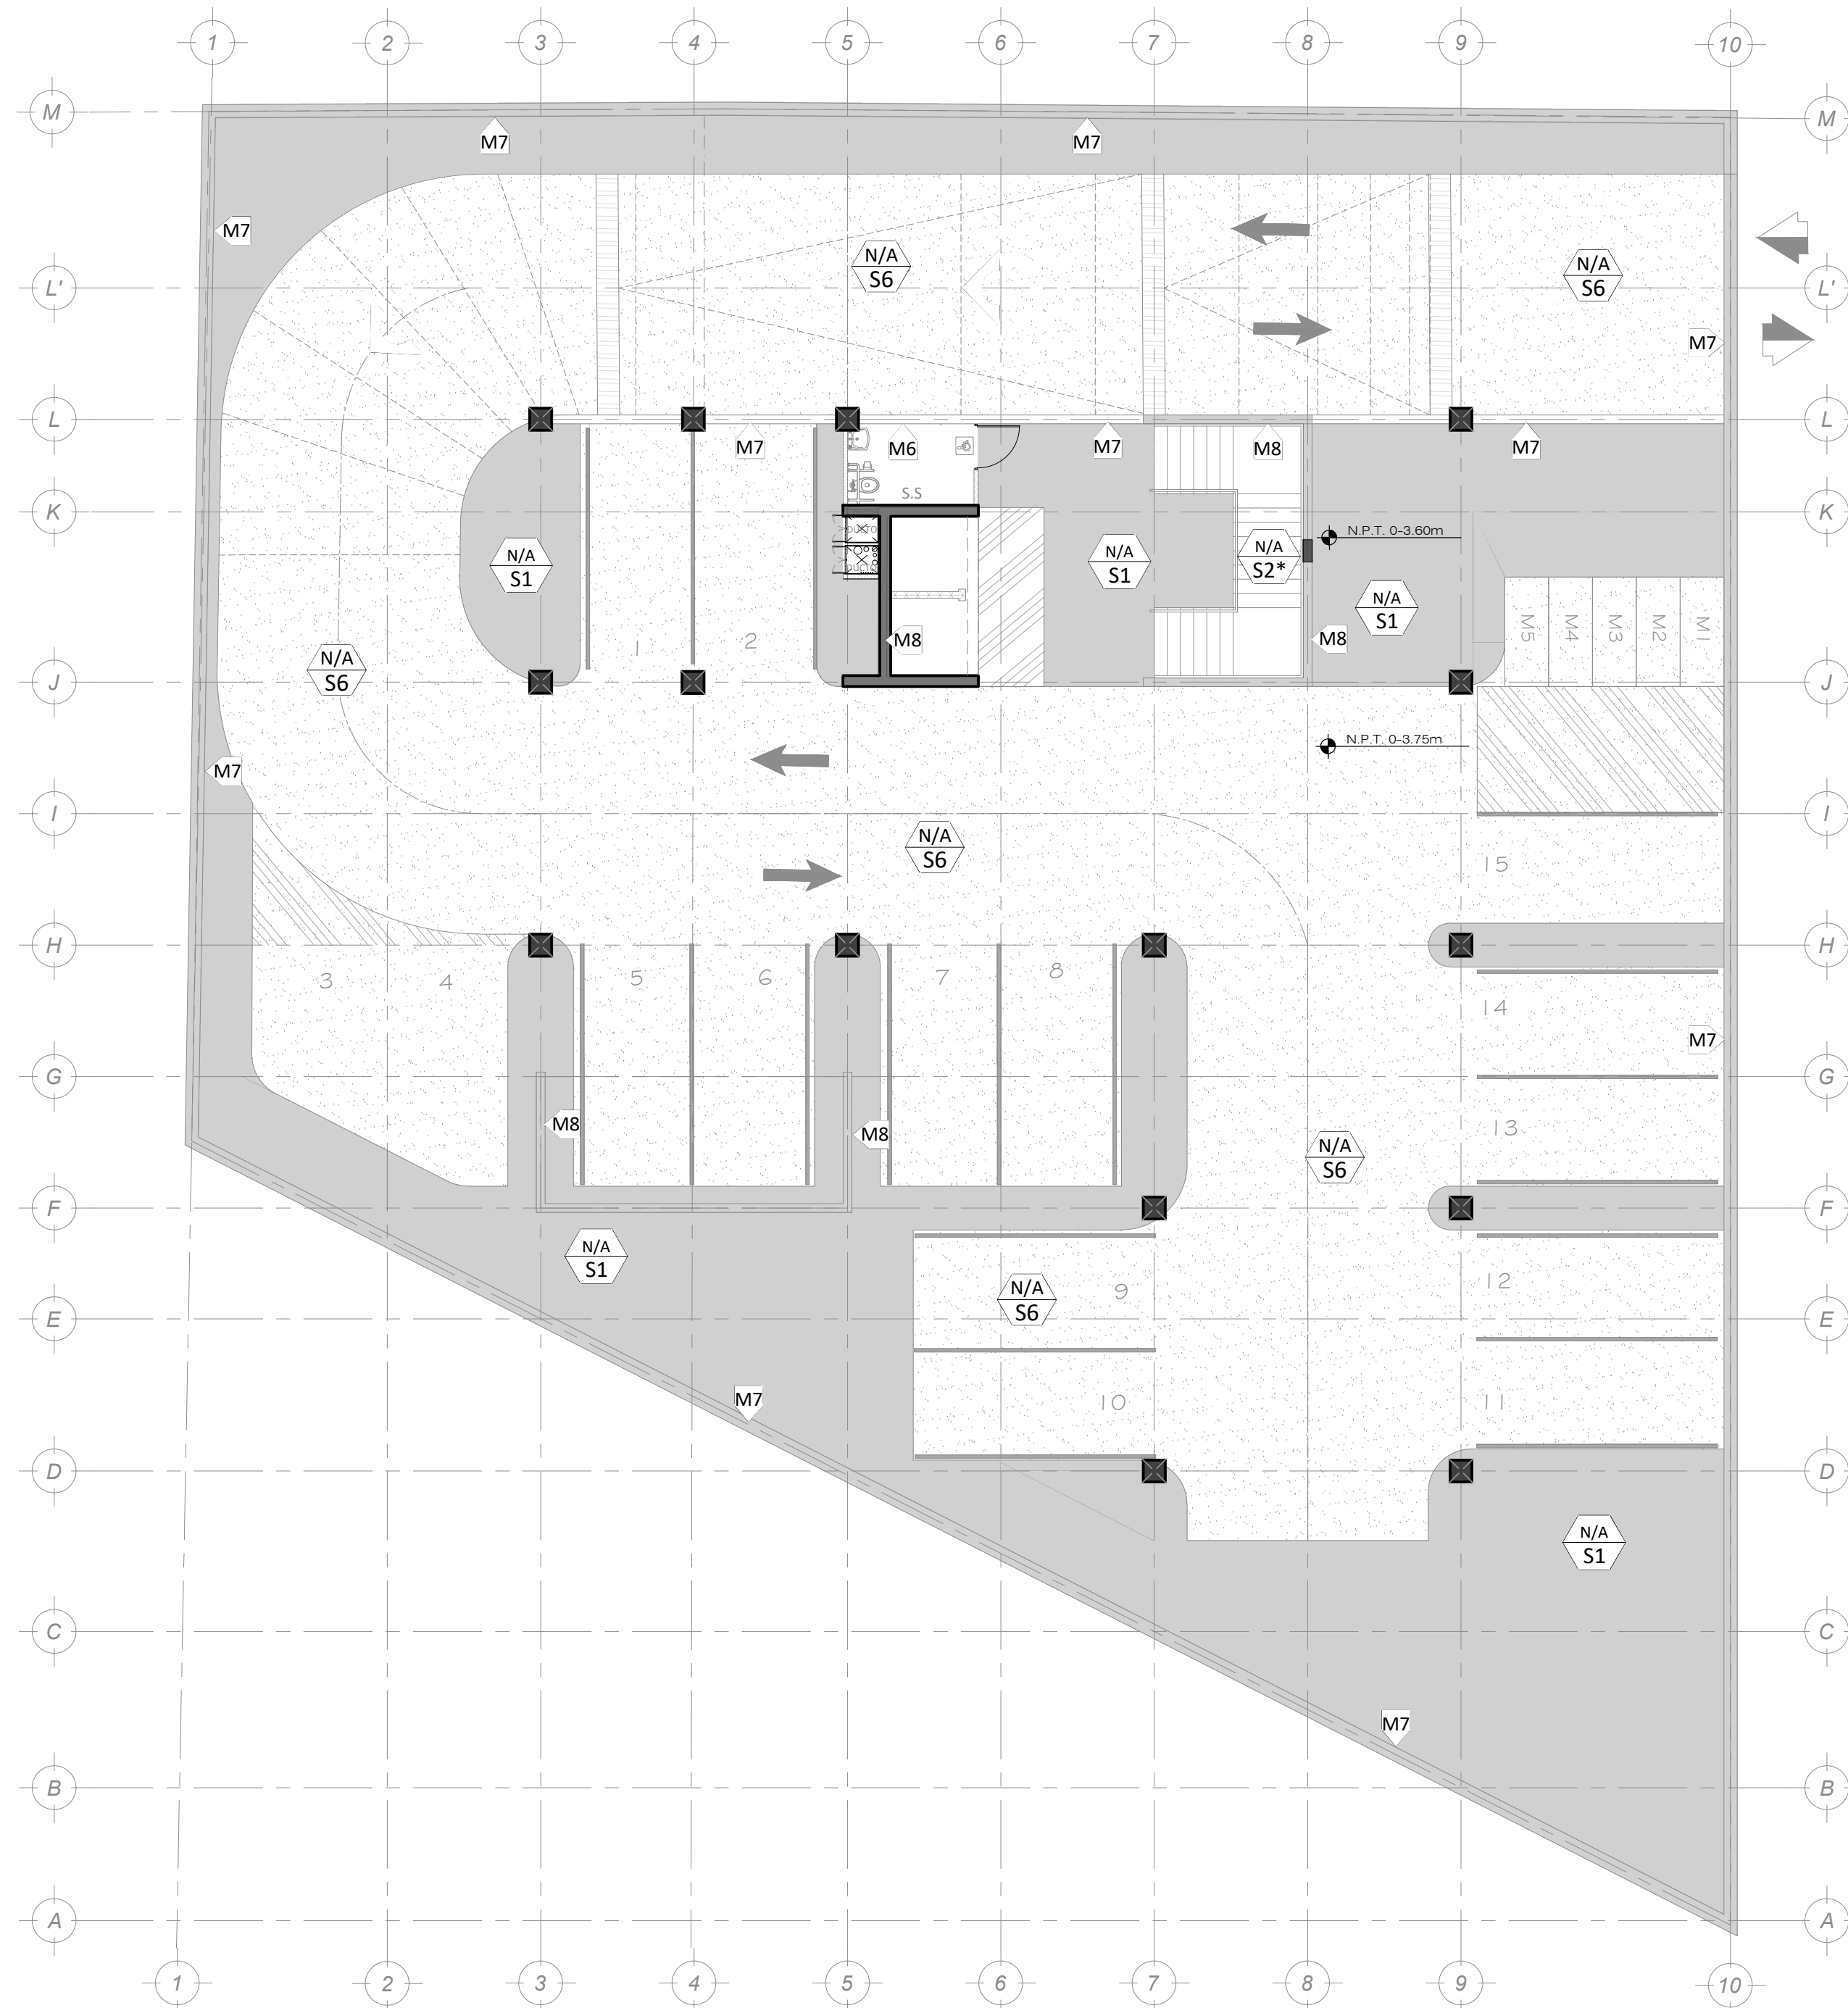 1 2 3 4 5 6 7 8 9 10
M M
M7 M7
M7
N/A
S6
N/A
S6
L' L'
M7
L L
M7 M6 M7 M8 M7
S.S
K K
N.P.T. 0-3.60m
N/A
S1
N/A
S1
N/A
S2*
N/A
S1
M5 M4 M3 M2 M1
1 2
M8 M8
N/A
S6
J J
N.P.T. 0-3.75m
M7
I I
N/A
S6
15
H H
3 4 5 6 7 8
14
M7
G G
M8 M8
13
N/A
S6
F F
N/A
S1
12
9
N/A
S6
E E
M7
10 11
D D
N/A
S1
C C
M7
B B
A A
1 2 3 4 5 6 7 8 9 10